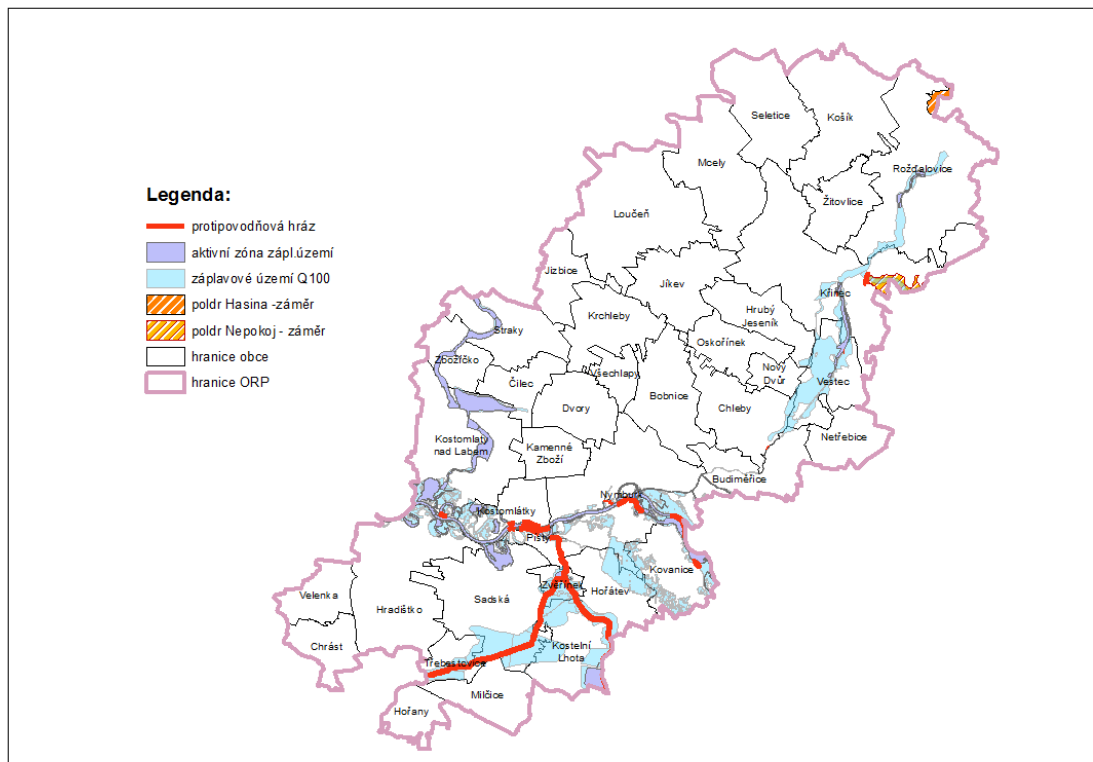 Legenda:
protipovodňová hráz
aktivní zóna zápl.území
záplavové území Q100
poldr Hasina -záměr
poldr Nepokoj - záměr
hranice obce
hranice ORP
Seletice
Košík
Mcely
Rožďalovice
Žitovlice
Loučeň
Jizbice
Jíkev
Křinec
Krchleby
Hrubý
Jeseník
Straky
Oskořínek
Zbožíčko
Všechlapy
Nový
Dvůr
Čilec
Vestec
Bobnice
Chleby
Dvory
Netřebice
Kostomlaty
nad Labem
Kamenné
Zboží
Budiměřice
Nymburk
Kostomlátky
Písty
Kovanice
Zvěřínek
Hořátev
Velenka
Sadská
Hradištko
Chrást
Kostelní
Lhota
Třebestovice
Milčice
Hořany